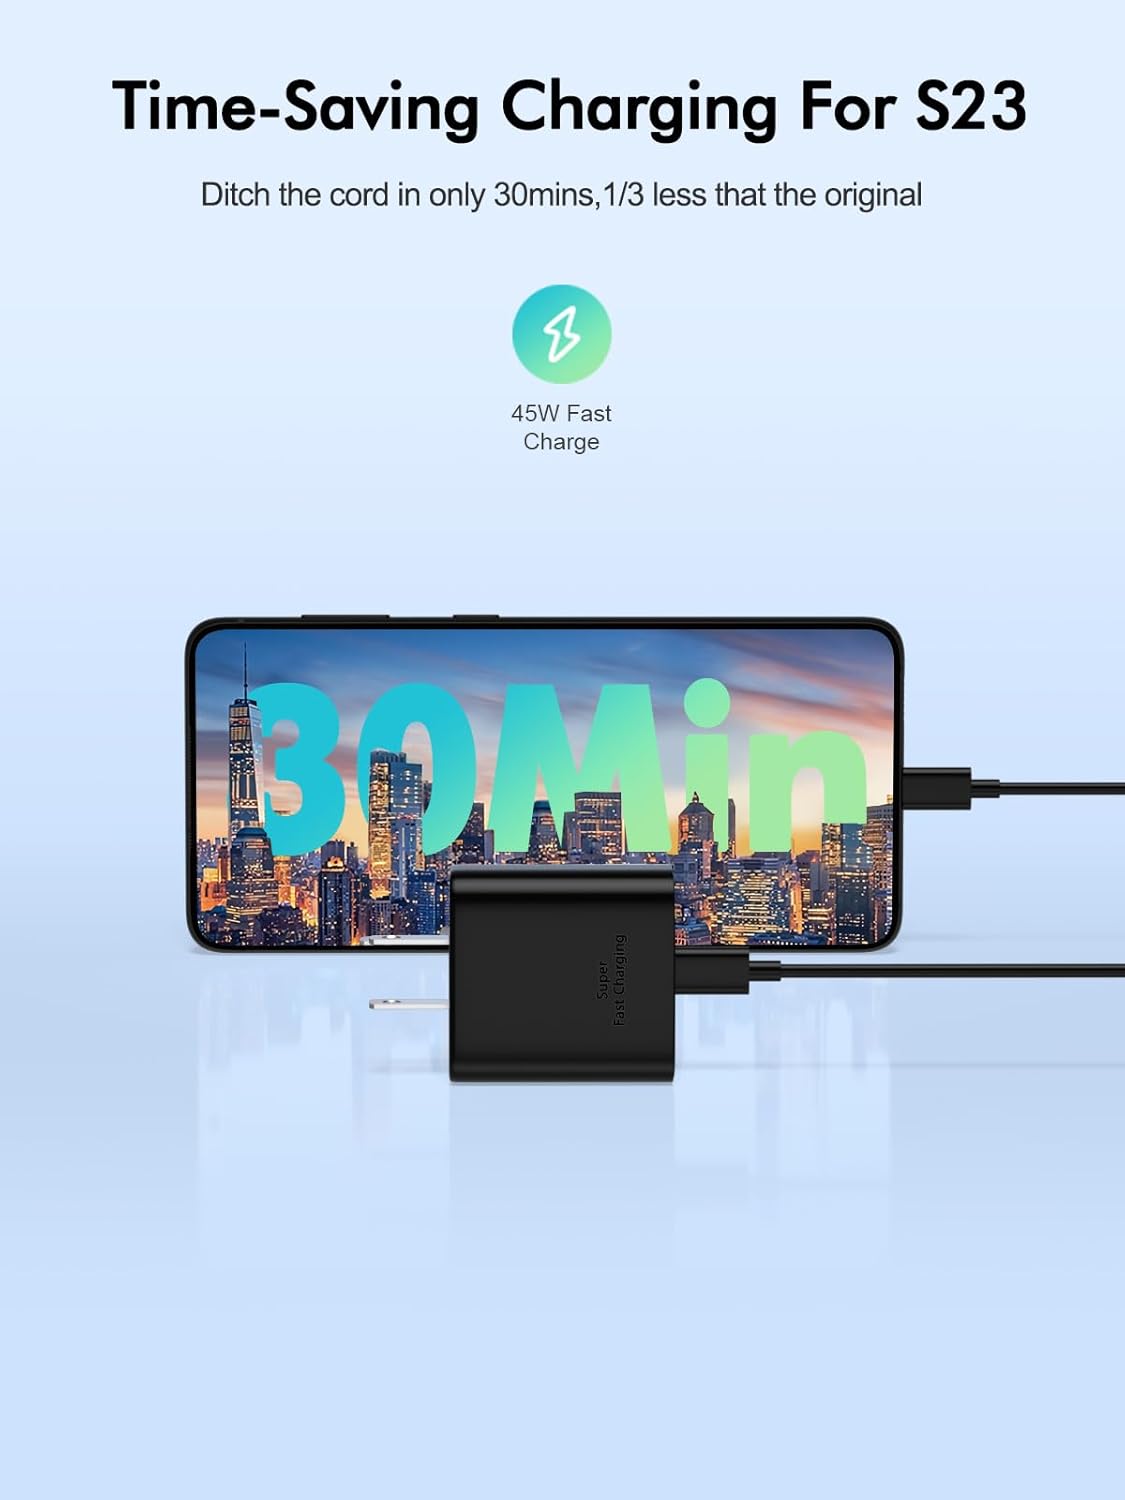 Time-Saving Charging For S23
Ditch the cord in only 30mins,1/3 less that the original
45W Fast
Charge
30Min
Super
Fast Charging